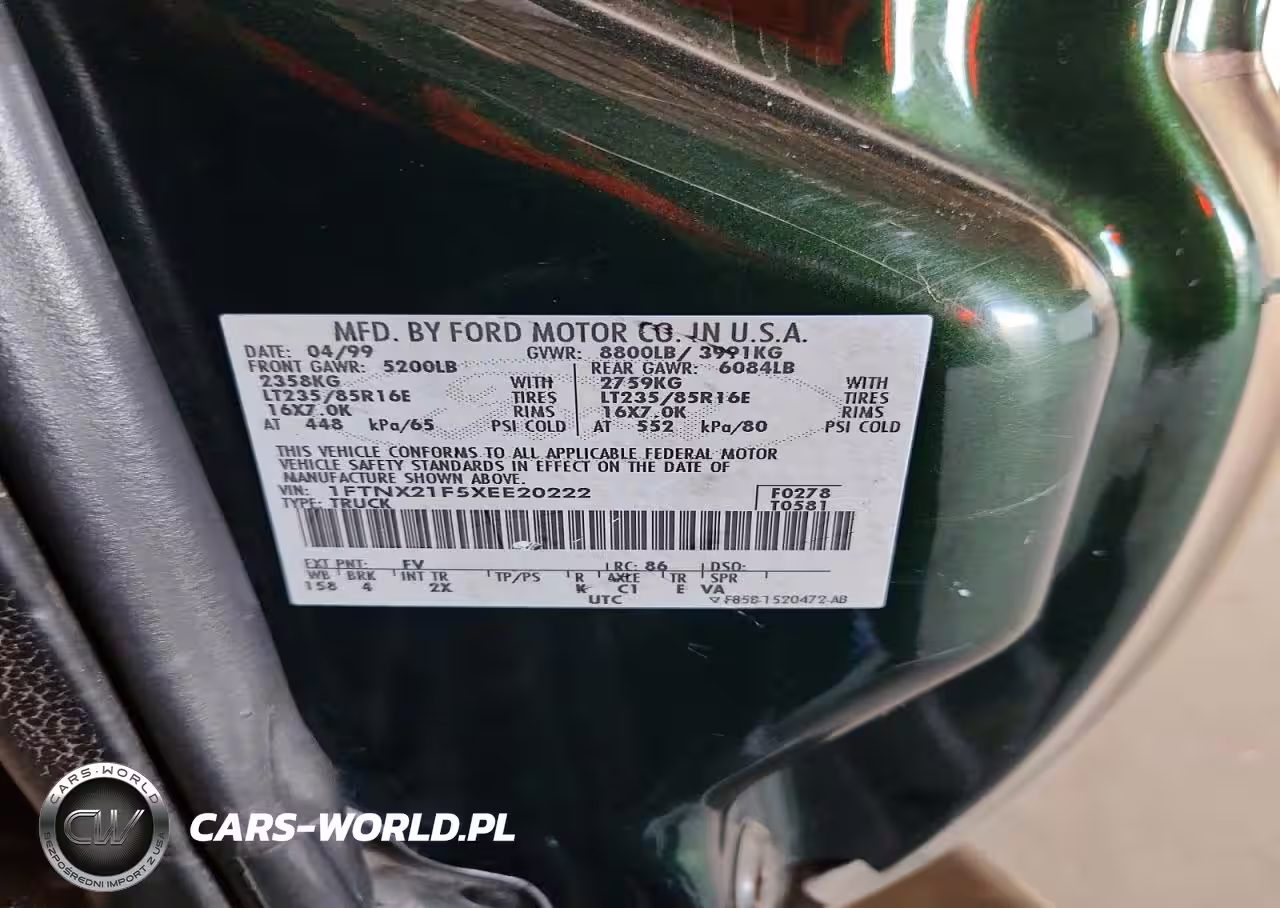 MFD. BY FORD MOTOR CO. IN U.S.A.
DATE: 04/99 GVWR: 8800LB/ 3991KG
FRONT GAWR: 5200LB REAR GAWR: 6084LB
2358KG WITH 2759KG WITH
LT235/85R16E TIRES LT235/85R16E TIRES
16X7.0K RIMS 16X7.0K RIMS
AT 448 kPa/65 PSI COLD AT 552 kPa/80 PSI COLD
THIS VEHICLE CONFORMS TO ALL APPLICABLE FEDERAL MOTOR
VEHICLE SAFETY STANDARDS IN EFFECT ON THE DATE OF
MANUFACTURE SHOWN ABOVE.
VIN: 1FTNX21F5XEE20222 F0278
TYPE: TRUCK T0581
EXT PNT: FV RC: 86 DSO:
WB BRK INT TR TP/PS R AXLE TR SPR
158 4 2X K C1 E VA
UTC F85B-1520472-AB
CARS-WORLD
CW
BEZPOŚREDNI IMPORT Z USA
CARS-WORLD.PL